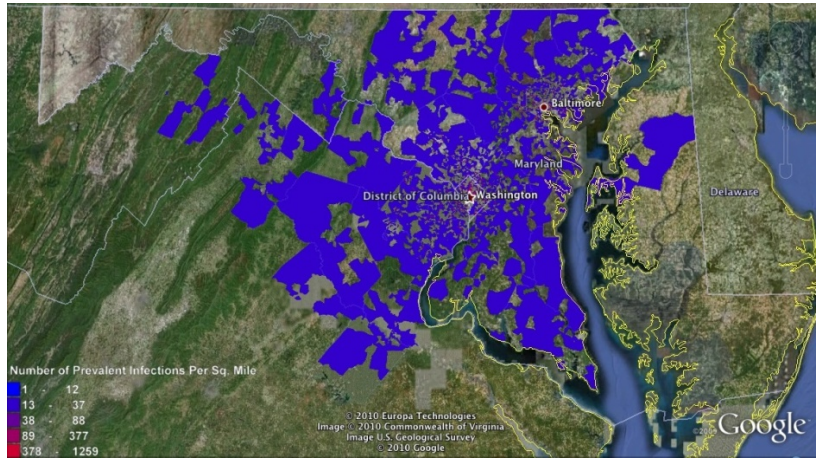 Baltimore
Maryland
District of Columbia
Washington
Delaware
Number of Prevalent Infections Per Sq. Mile
1 - 12
13 - 37
38 - 88
89 377
378 - 1259
© 2010 Europa Technologies
Image © 2010 Commonwealth of Virginia
Image U.S. Geological Survey
© 2010 Google
Google